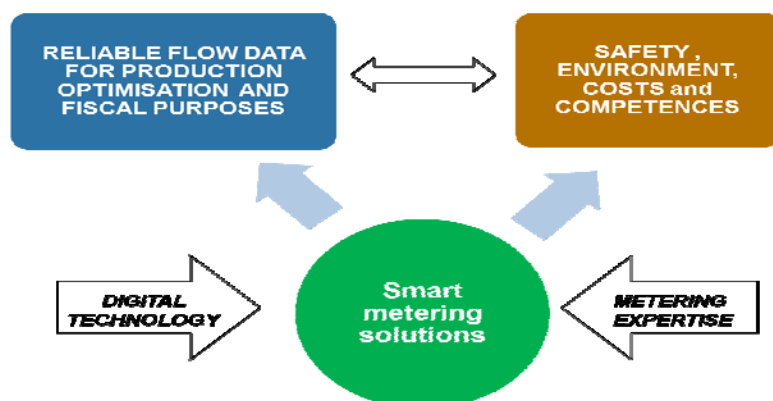 RELIABLE FLOW DATA
FOR PRODUCTION
OPTIMISATION AND
FISCAL PURPOSES
SAFETY ,
ENVIRONMENT,
COSTS and
COMPETENCES
DIGITAL
TECHNOLOGY
Smart
metering
solutions
METERING
EXPERTISE